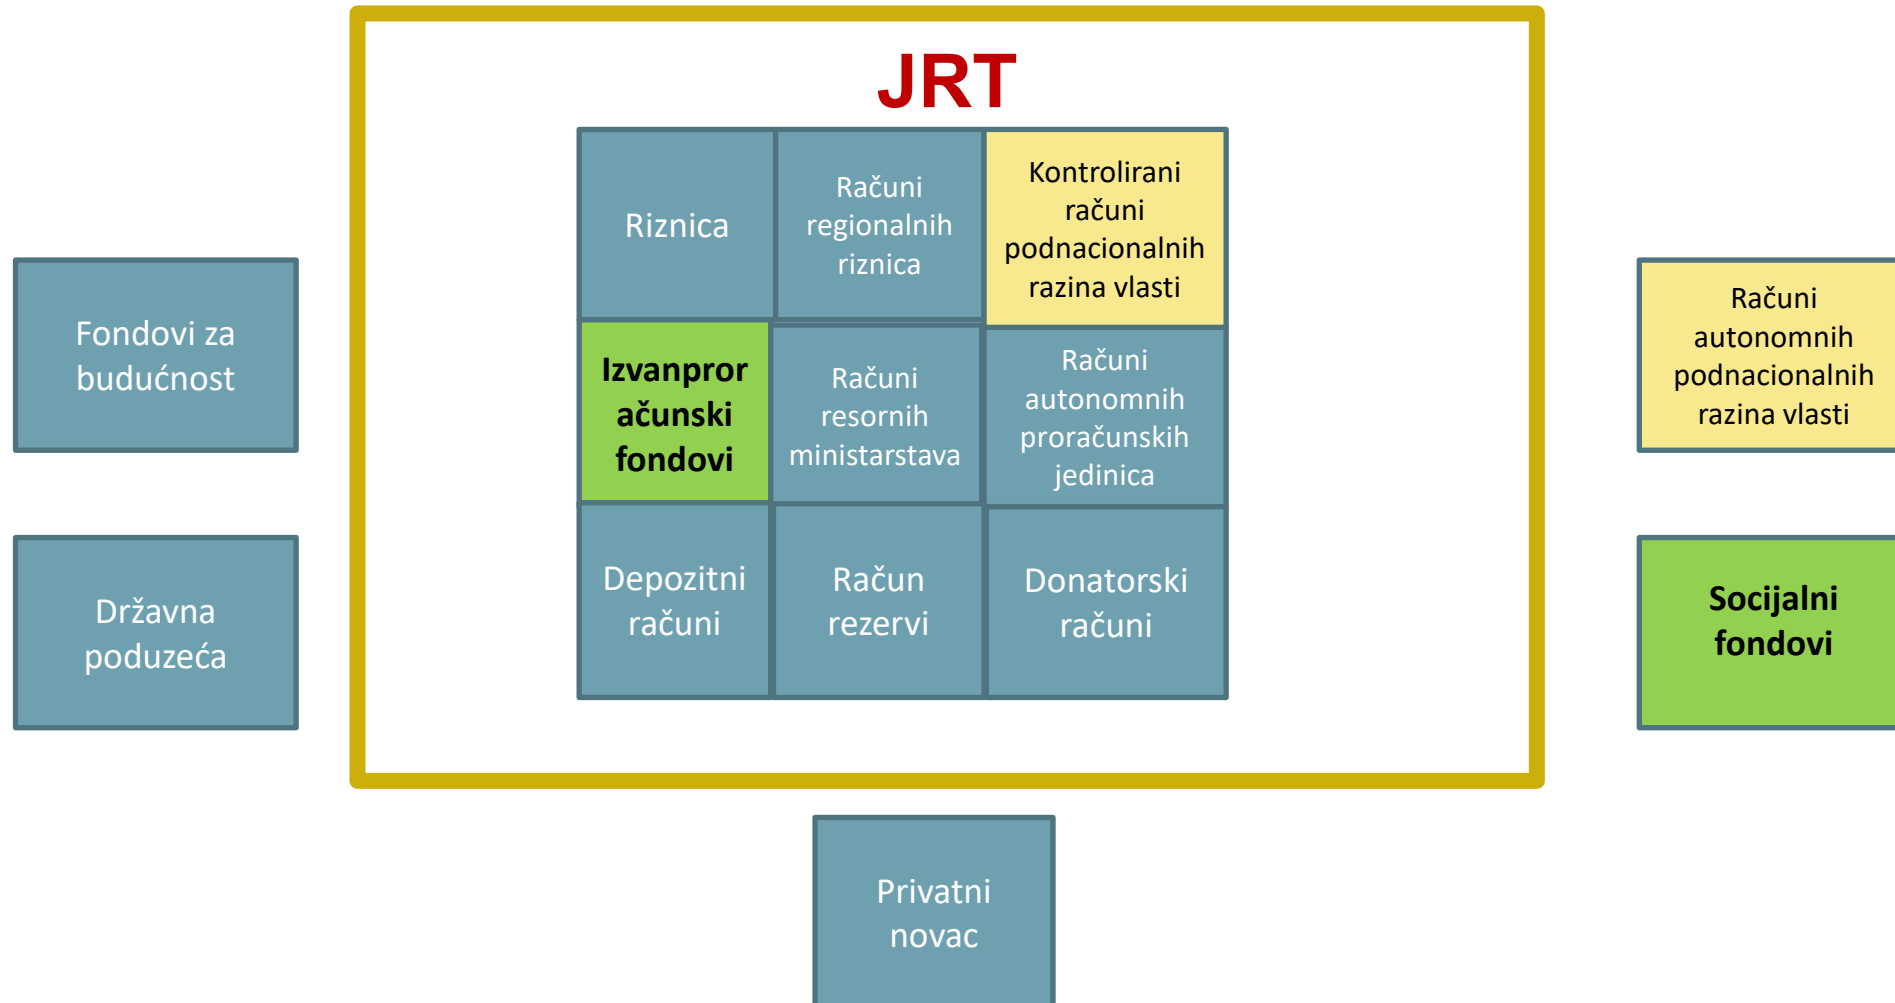 JRT
Riznica
Računi
regionalnih
riznica
Kontrolirani
računi
podnacionalnih
razina vlasti
Izvanpror
ačunski
fondovi
Računi
resornih
ministarstava
Računi
autonomnih
proračunskih
jedinica
Depozitni
računi
Račun
rezervi
Donatorski
računi
Fondovi za
budućnost
Državna
poduzeća
Računi
autonomnih
podnacionalnih
razina vlasti
Socijalni
fondovi
Privatni
novac